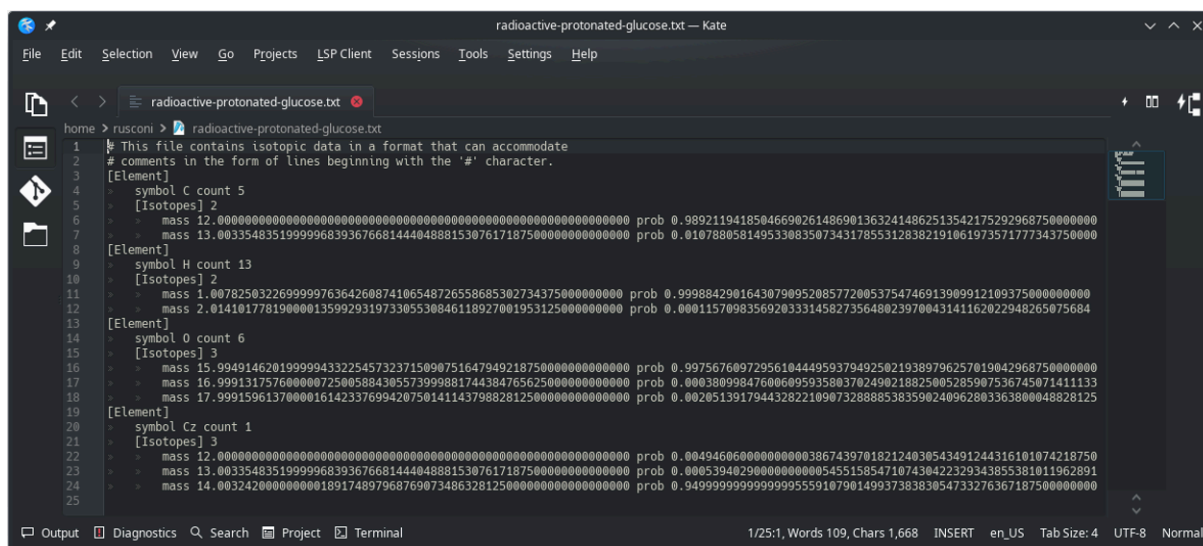 radioactive-protonated-glucose.txt — Kate
File Edit Selection View Go Projects LSP Client Sessions Tools Settings Help
radioactive-protonated-glucose.txt
home > rusconi > radioactive-protonated-glucose.txt
1 # This file contains isotopic data in a format that can accommodate
2 # comments in the form of lines beginning with the '#' character.
3 [Element]
4 symbol C count 5
5 [Isotopes] 2
6 mass 12.000000000000000000000000000000000000000000000000000000000000 prob 0.989211941850466902614869013632414862513542175292968750000000
7 mass 13.003354835199999683936766814440488815307617187500000000000000 prob 0.010788058149533083507343178553128382191061973571777343750000
8 [Element]
9 symbol H count 13
10 [Isotopes] 2
11 mass 1.007825032269999976364260874106548726558685302734375000000000 prob 0.999884290164307909520857720053754746913909912109375000000000
12 mass 2.014101778190000135992931973305530846118927001953125000000000 prob 0.000115709835692033314582735648023970043141162022948265075684
13 [Element]
14 symbol O count 6
15 [Isotopes] 3
16 mass 15.994914620199999433225457323715090751647949218750000000000000 prob 0.997567609729561044495937949250219389796257019042968750000000
17 mass 16.999131757600000725005884305573999881744384765625000000000000 prob 0.000380998476006095935803702490218825005285907536745071411133
18 mass 17.999159613700001614233769942075014114379882812500000000000000 prob 0.002051391794432822109073288885383590240962803363800048828125
19 [Element]
20 symbol Cz count 1
21 [Isotopes] 3
22 mass 12.000000000000000000000000000000000000000000000000000000000000 prob 0.004946060000000000386743970182124030543491244316101074218750
23 mass 13.003354835199999683936766814440488815307617187500000000000000 prob 0.00053940290000000005455158547107430422329343855381011962891
24 mass 14.003242000000001891748979687690734863281250000000000000000000 prob 0.949999999999999955591079014993738383054733276367187500000000
25
Output Diagnostics Search Project Terminal 1/25:1, Words 109, Chars 1,668 INSERT en_US Tab Size: 4 UTF-8 Normal